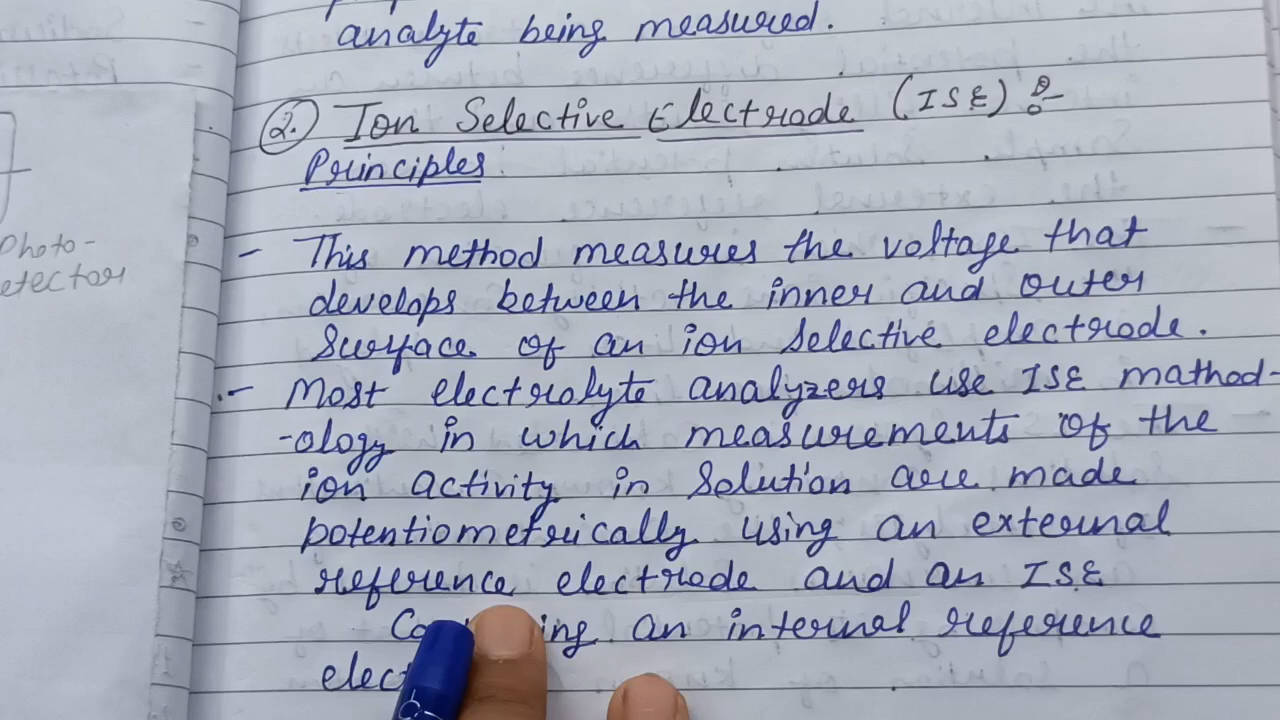 analyte being measured.
2. Ion Selective Electrode (ISE) :-
Principles
- This method measures the voltage that
develops between the inner and outer
Surface of an ion selective electrode.
- Most electrolyte analyzers use ISE mathod-
-ology in which measurements of the
ion activity in Solution are made
potentiometrically using an external
reference electrode and an ISE
an internal reference
Photo-
etector